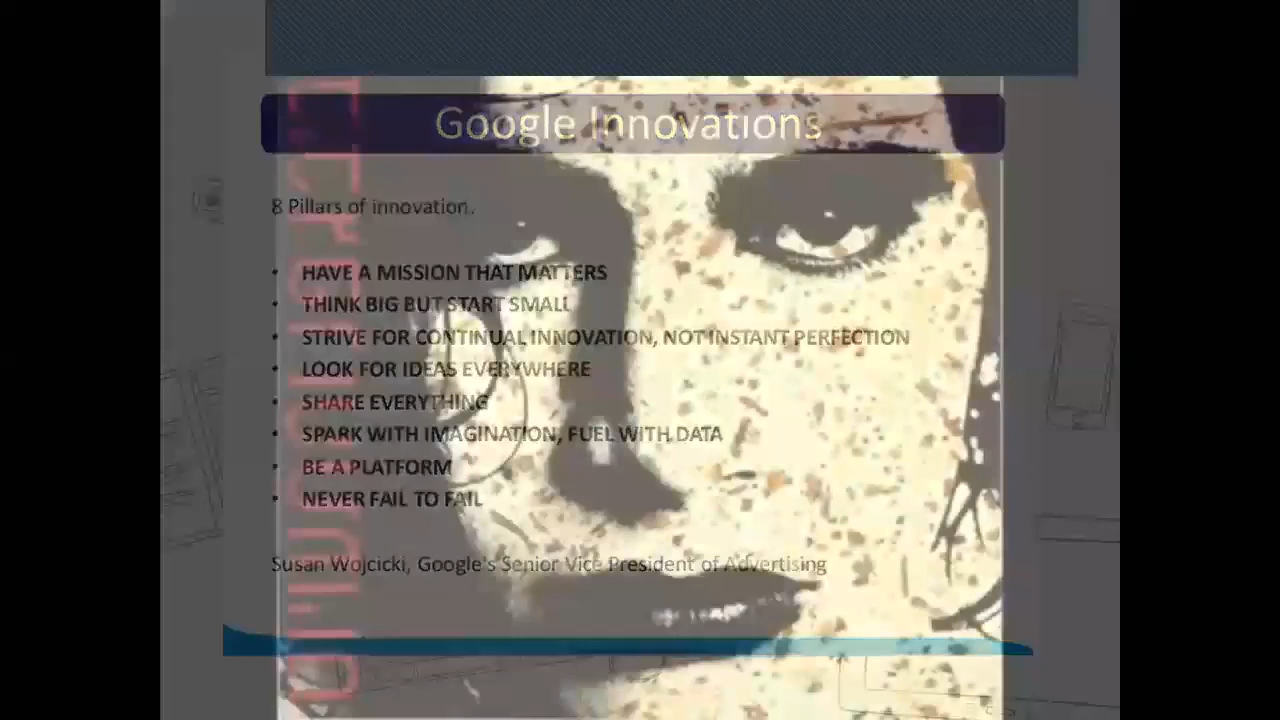 Google Innovations
8 Pillars of innovation.
• HAVE A MISSION THAT MATTERS
• THINK BIG BUT START SMALL
• STRIVE FOR CONTINUAL INNOVATION, NOT INSTANT PERFECTION
• LOOK FOR IDEAS EVERYWHERE
• SHARE EVERYTHING
• SPARK WITH IMAGINATION, FUEL WITH DATA
• BE A PLATFORM
• NEVER FAIL TO FAIL
Susan Wojcicki, Google's Senior Vice President of Advertising